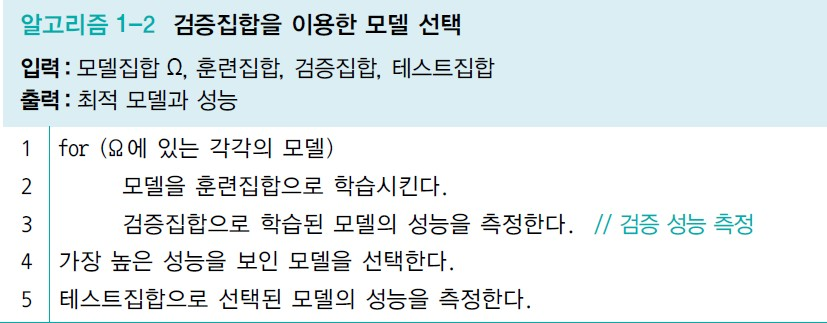 알고리즘 1-2 검증집합을 이용한 모델 선택
입력 : 모델집합 Ω, 훈련집합, 검증집합, 테스트집합
출력 : 최적 모델과 성능
1 for (Ω에 있는 각각의 모델)
2 모델을 훈련집합으로 학습시킨다.
3 검증집합으로 학습된 모델의 성능을 측정한다. // 검증 성능 측정
4 가장 높은 성능을 보인 모델을 선택한다.
5 테스트집합으로 선택된 모델의 성능을 측정한다.